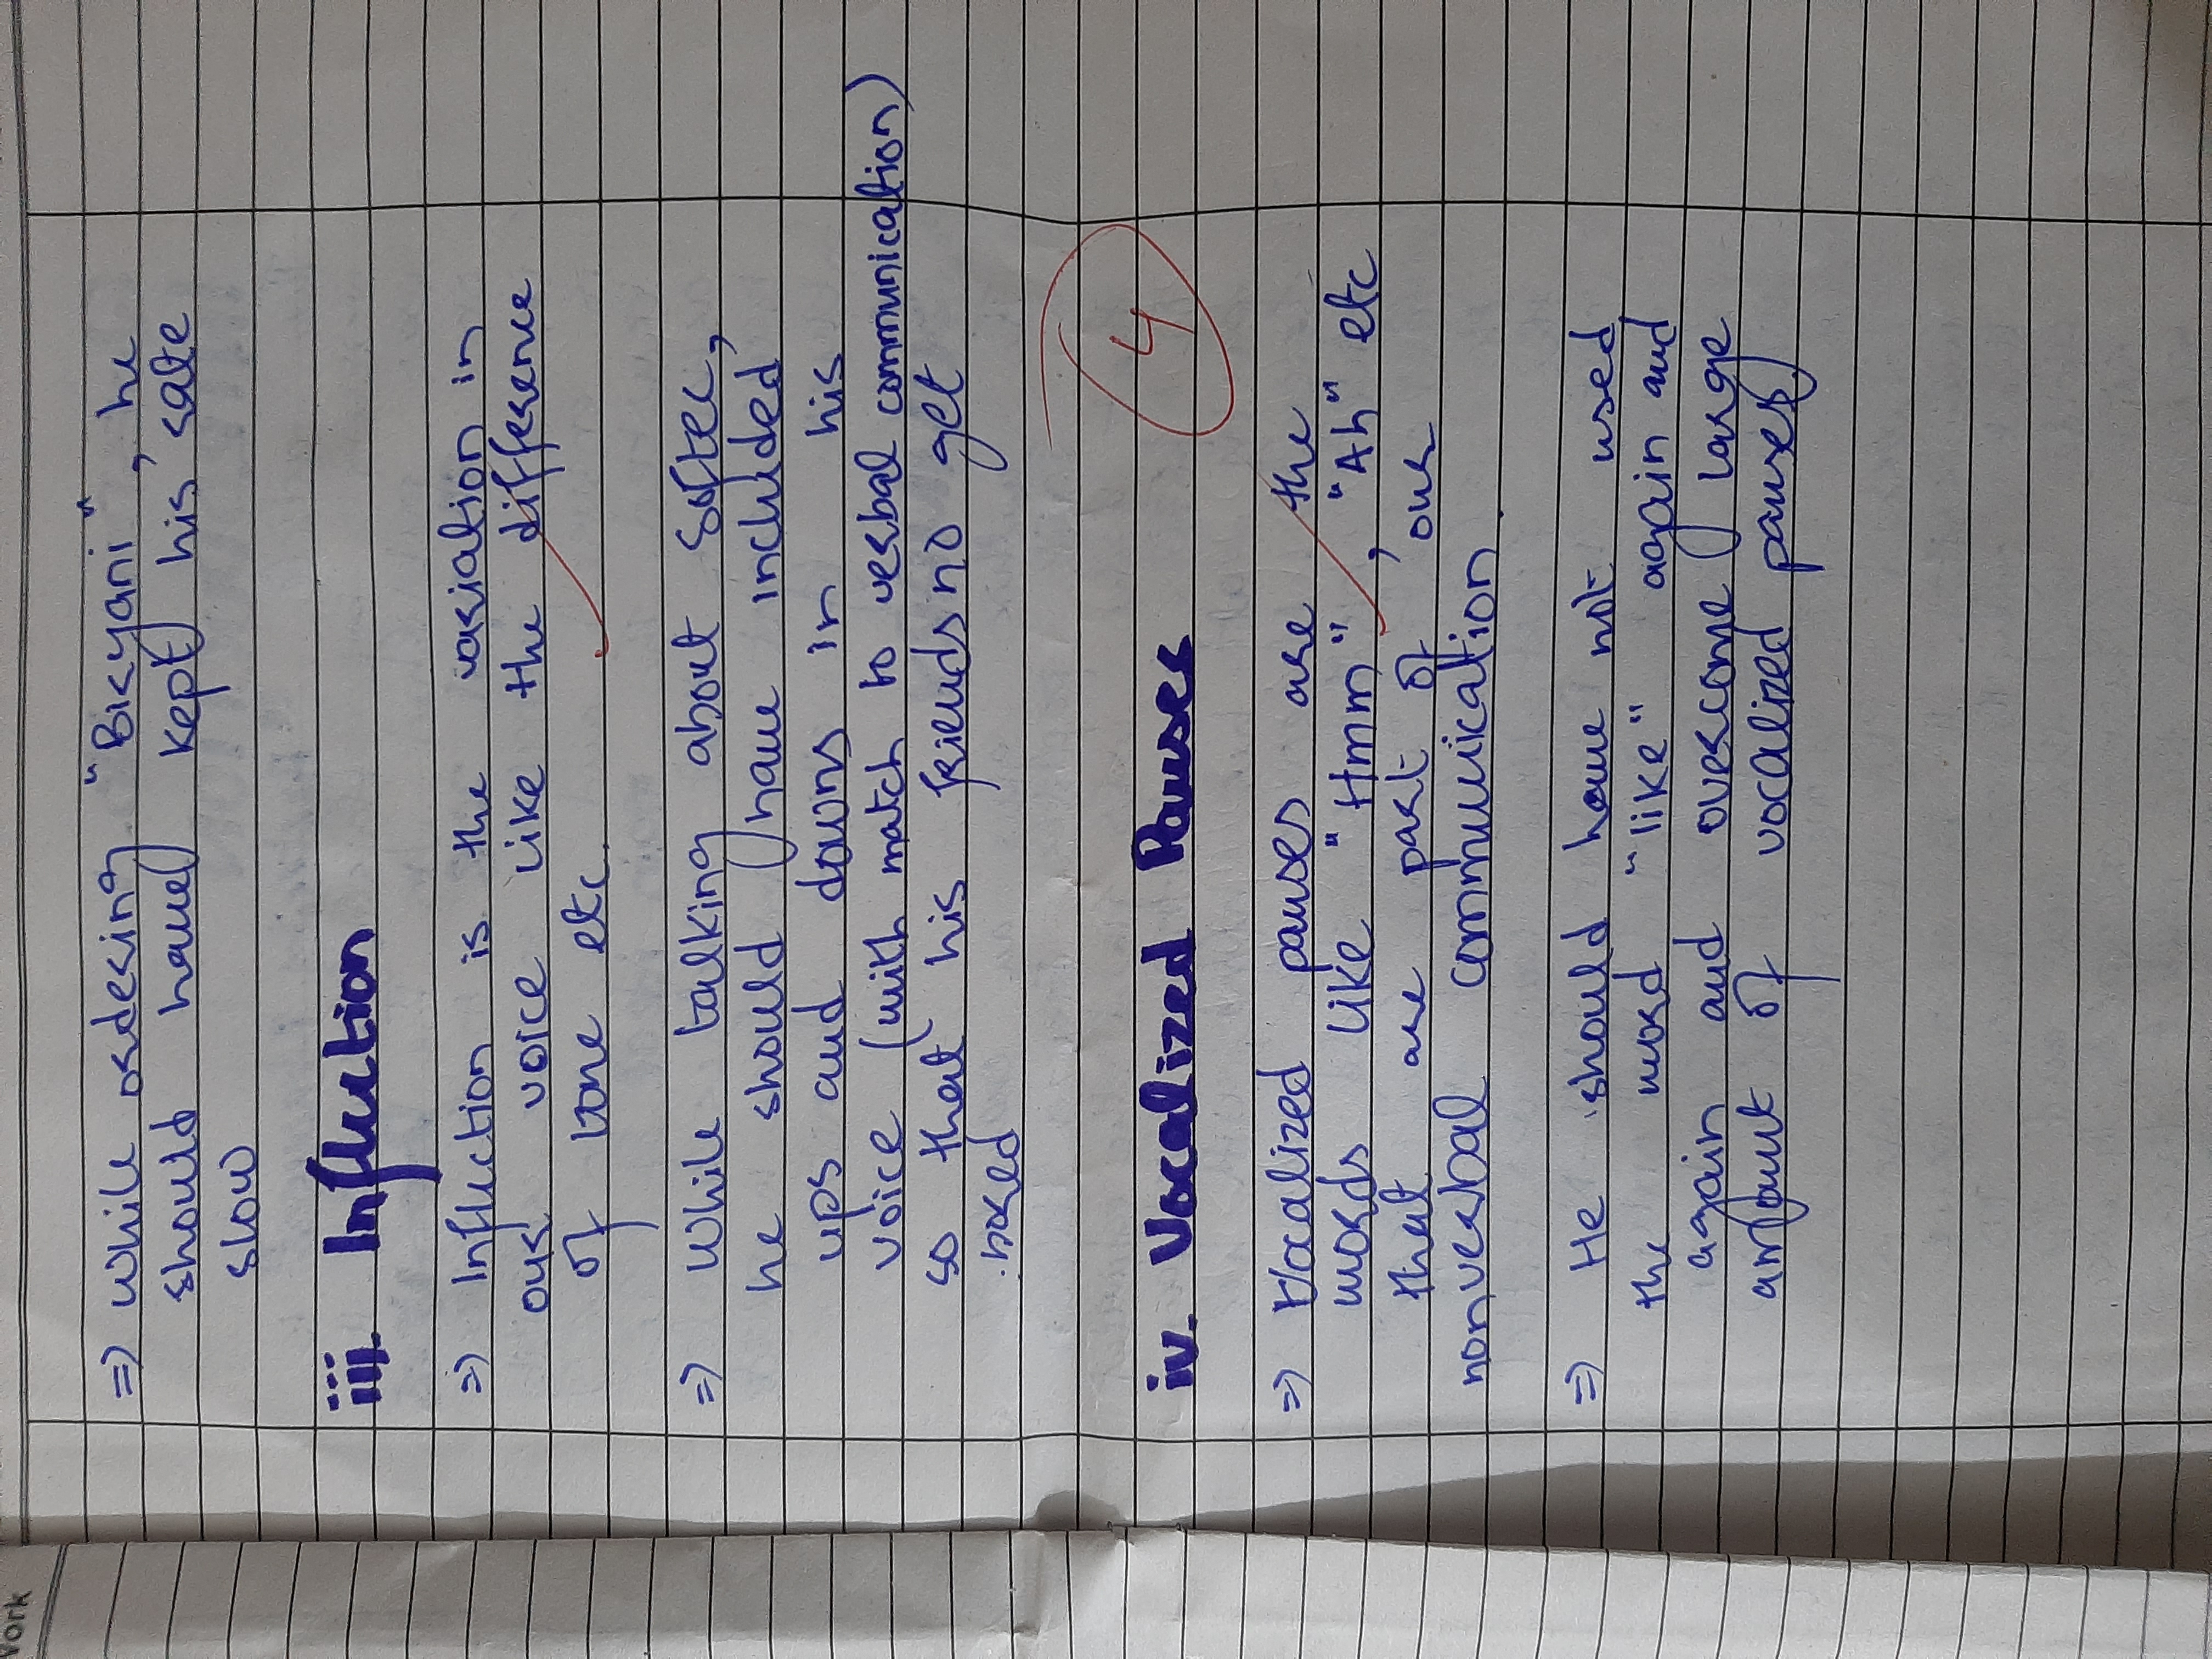 =) While ordering "Biryani", he
should have kept his rate
slow
iii. Influction
=) Influction is the variation in
our voice like the difference
of tone etc.
=) While talking about Softec,
he should have included
ups and downs in his
voice (with match to verbal communication)
so that his friends no get
bored
4
iv. Vocalized Pauses
=) Vocalized pauses are the
words like "Hmm", "Ah" etc
that are part of our
nonverbal communication.
=) He should have not used
the word "like" again and
again and overcome large
amount of vocalized pauses
work